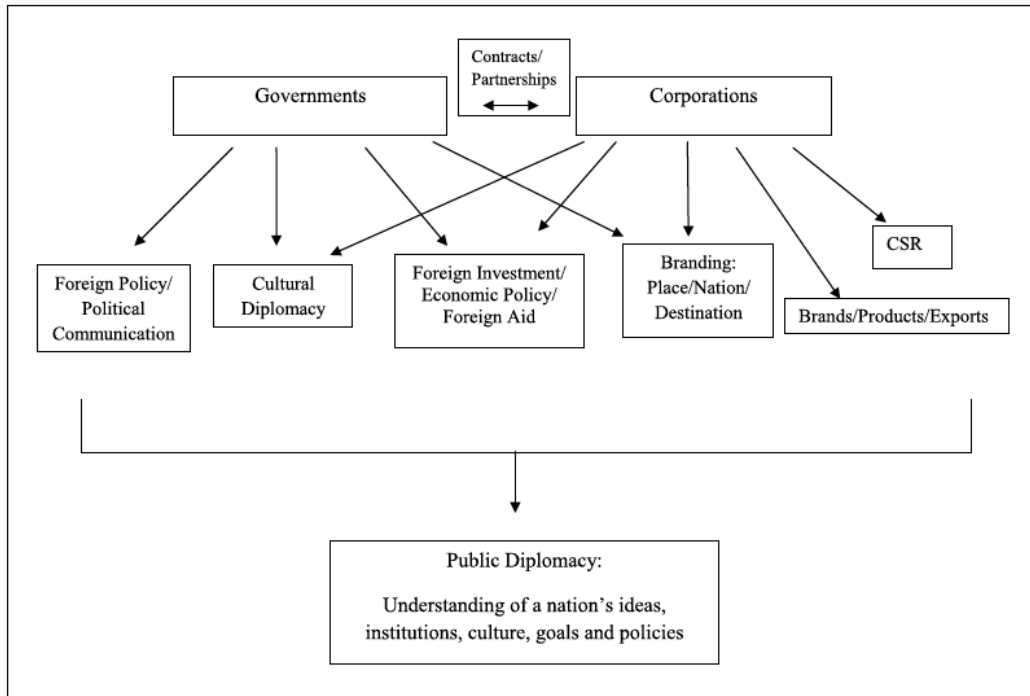 Contracts/
Partnerships
Governments
Corporations
Foreign Policy/
Political
Communication
Cultural
Diplomacy
Foreign Investment/
Economic Policy/
Foreign Aid
Branding:
Place/Nation/
Destination
CSR
Brands/Products/Exports
Public Diplomacy:
Understanding of a nation’s ideas,
institutions, culture, goals and policies